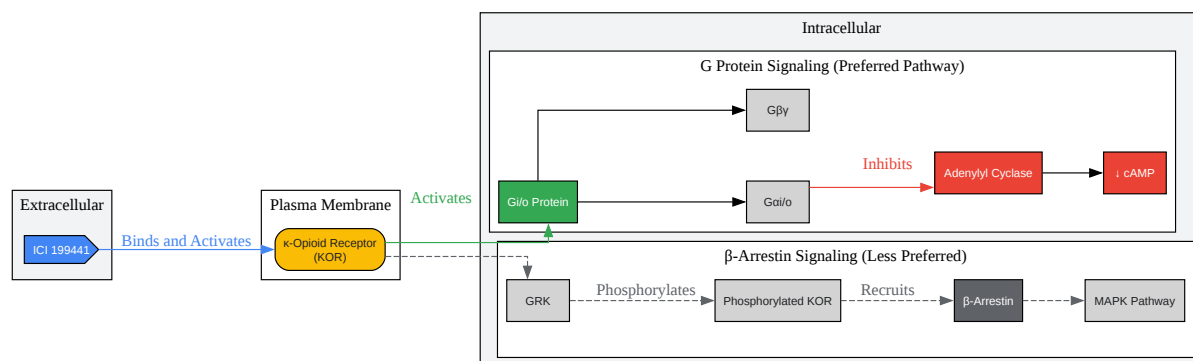 Intracellular
G Protein Signaling (Preferred Pathway)
Gβγ
Inhibits
Adenylyl Cyclase
↓ cAMP
Extracellular
Plasma Membrane
Activates
Gi/o Protein
Gαi/o
ICI 199441
Binds and Activates
κ-Opioid Receptor
(KOR)
β-Arrestin Signaling (Less Preferred)
GRK
Phosphorylates
Phosphorylated KOR
Recruits
β-Arrestin
MAPK Pathway